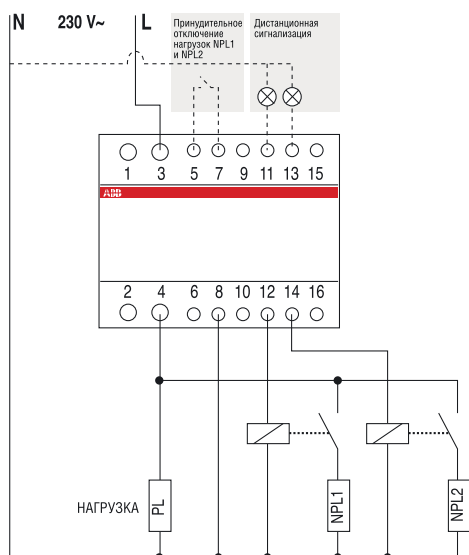 N 230 V~ L
Принудительное
отключение
нагрузок NPL1
и NPL2
Дистанционная
сигнализация
1 3 5 7 9 11 13 15
ABB
2 4 6 8 10 12 14 16
НАГРУЗКА PL
NPL1
NPL2